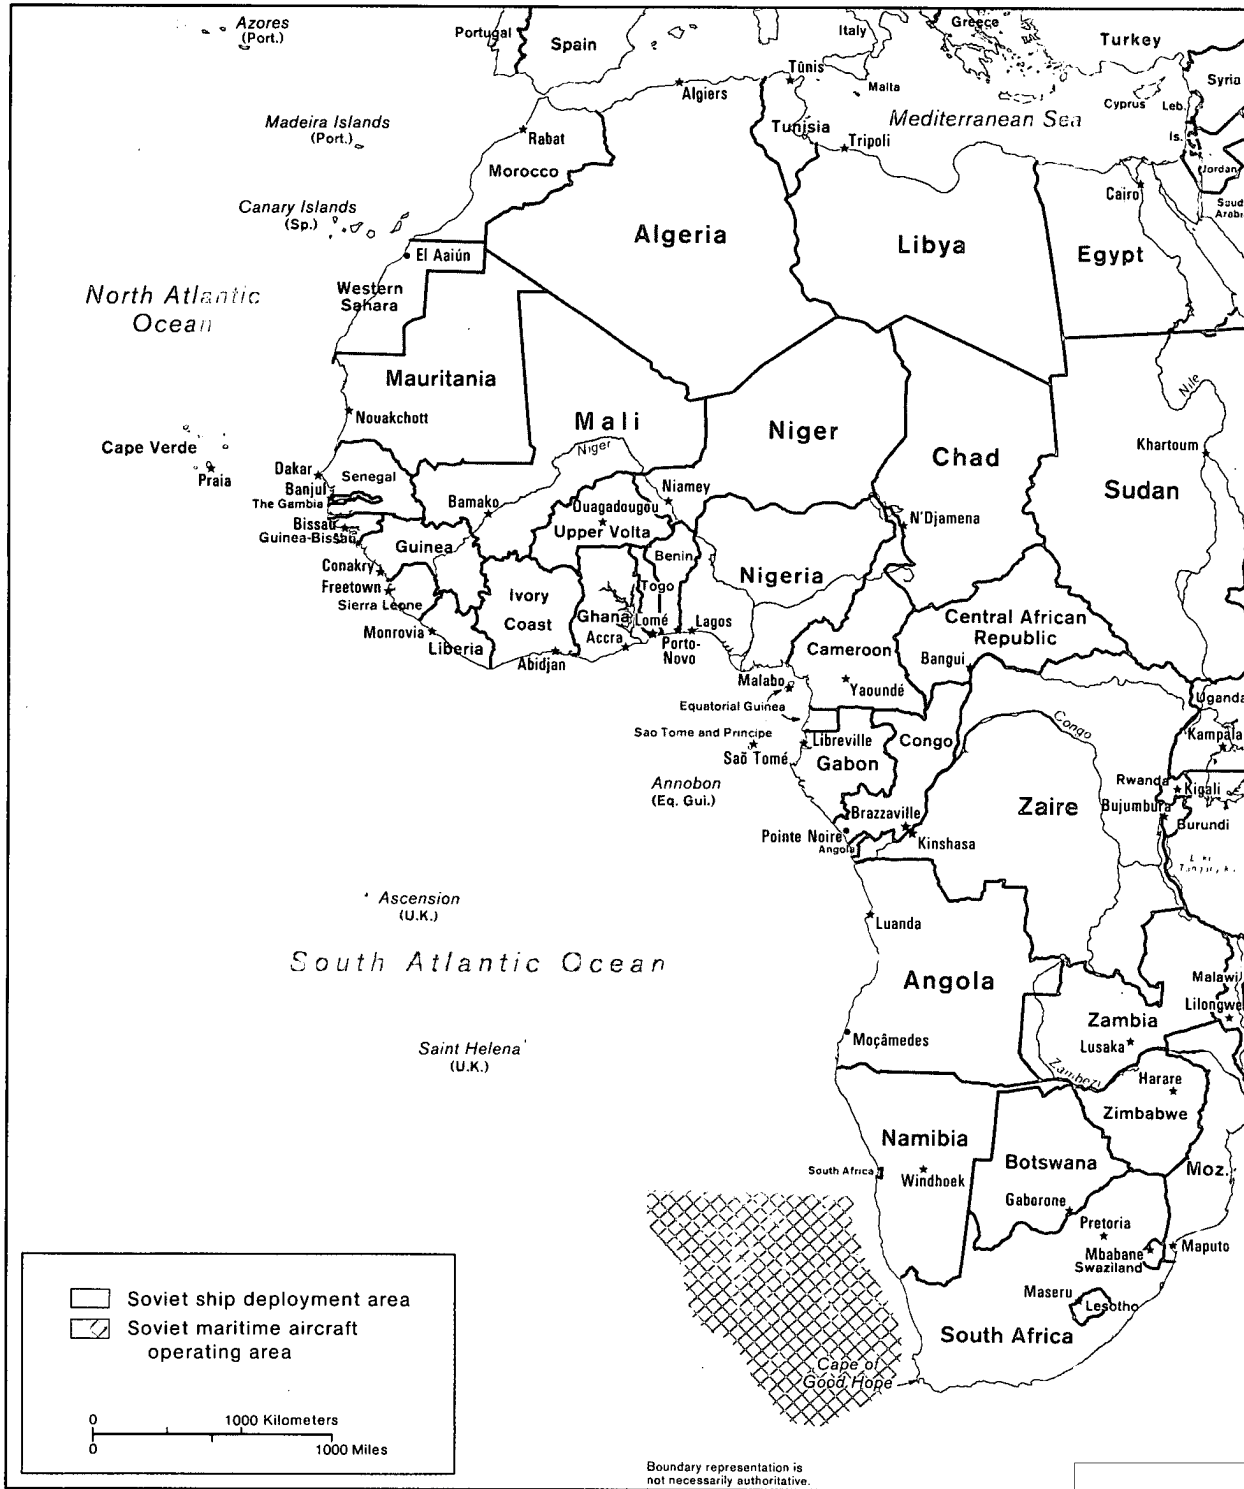 Azores
(Port.)
Portugal
Spain
Italy
Greece
Turkey
Syria
Tūnis
Malta
Cyprus
Leb.
Algiers
Madeira Islands
(Port.)
Rabat
Tunisia
Mediterranean Sea
Is.
Tripoli
Jordan
Morocco
Cairo
Canary Islands
(Sp.)
Saud
Arabi
El Aaiún
Algeria
Libya
Egypt
North Atlantic
Ocean
Western
Sahara
Mauritania
Nile
Nouakchott
Mali
Niger
Niger
Khartoum
Cape Verde
Praia
Dakar
Senegal
Chad
Banjul
The Gambia
Bamako
Niamey
Sudan
Ouagadougou
Bissau
Guinea-Bissau
Upper Volta
N'Djamena
Guinea
Benin
Conakry
Nigeria
Freetown
Togo
Sierra Leone
Ivory
Coast
Ghana
Lomé
Lagos
Central African
Republic
Monrovia
Liberia
Accra
Porto-
Novo
Abidjan
Cameroon
Bangui
Malabo
Yaoundé
Uganda
Equatorial Guinea
Congo
Sao Tome and Principe
Libreville
Congo
Kampala
Saõ Tomé
Gabon
Annobon
(Eq. Gui.)
Rwanda
Kigali
Brazzaville
Zaire
Bujumbura
Pointe Noire
Angola
Kinshasa
Burundi
Ascension
(U.K.)
Luanda
South Atlantic Ocean
Angola
Malawi
Lilongwe
Zambia
Moçâmedes
Lusaka
Saint Helena
(U.K.)
Zambezi
Harare
Zimbabwe
Namibia
Botswana
Moz.
South Africa
Windhoek
Gaborone
Pretoria
Mbabane
Swaziland
Maputo
Maseru
Lesotho
South Africa
Cape of
Good Hope
Soviet ship deployment area
Soviet maritime aircraft
operating area
0 1000 Kilometers
0 1000 Miles
Boundary representation is
not necessarily authoritative.